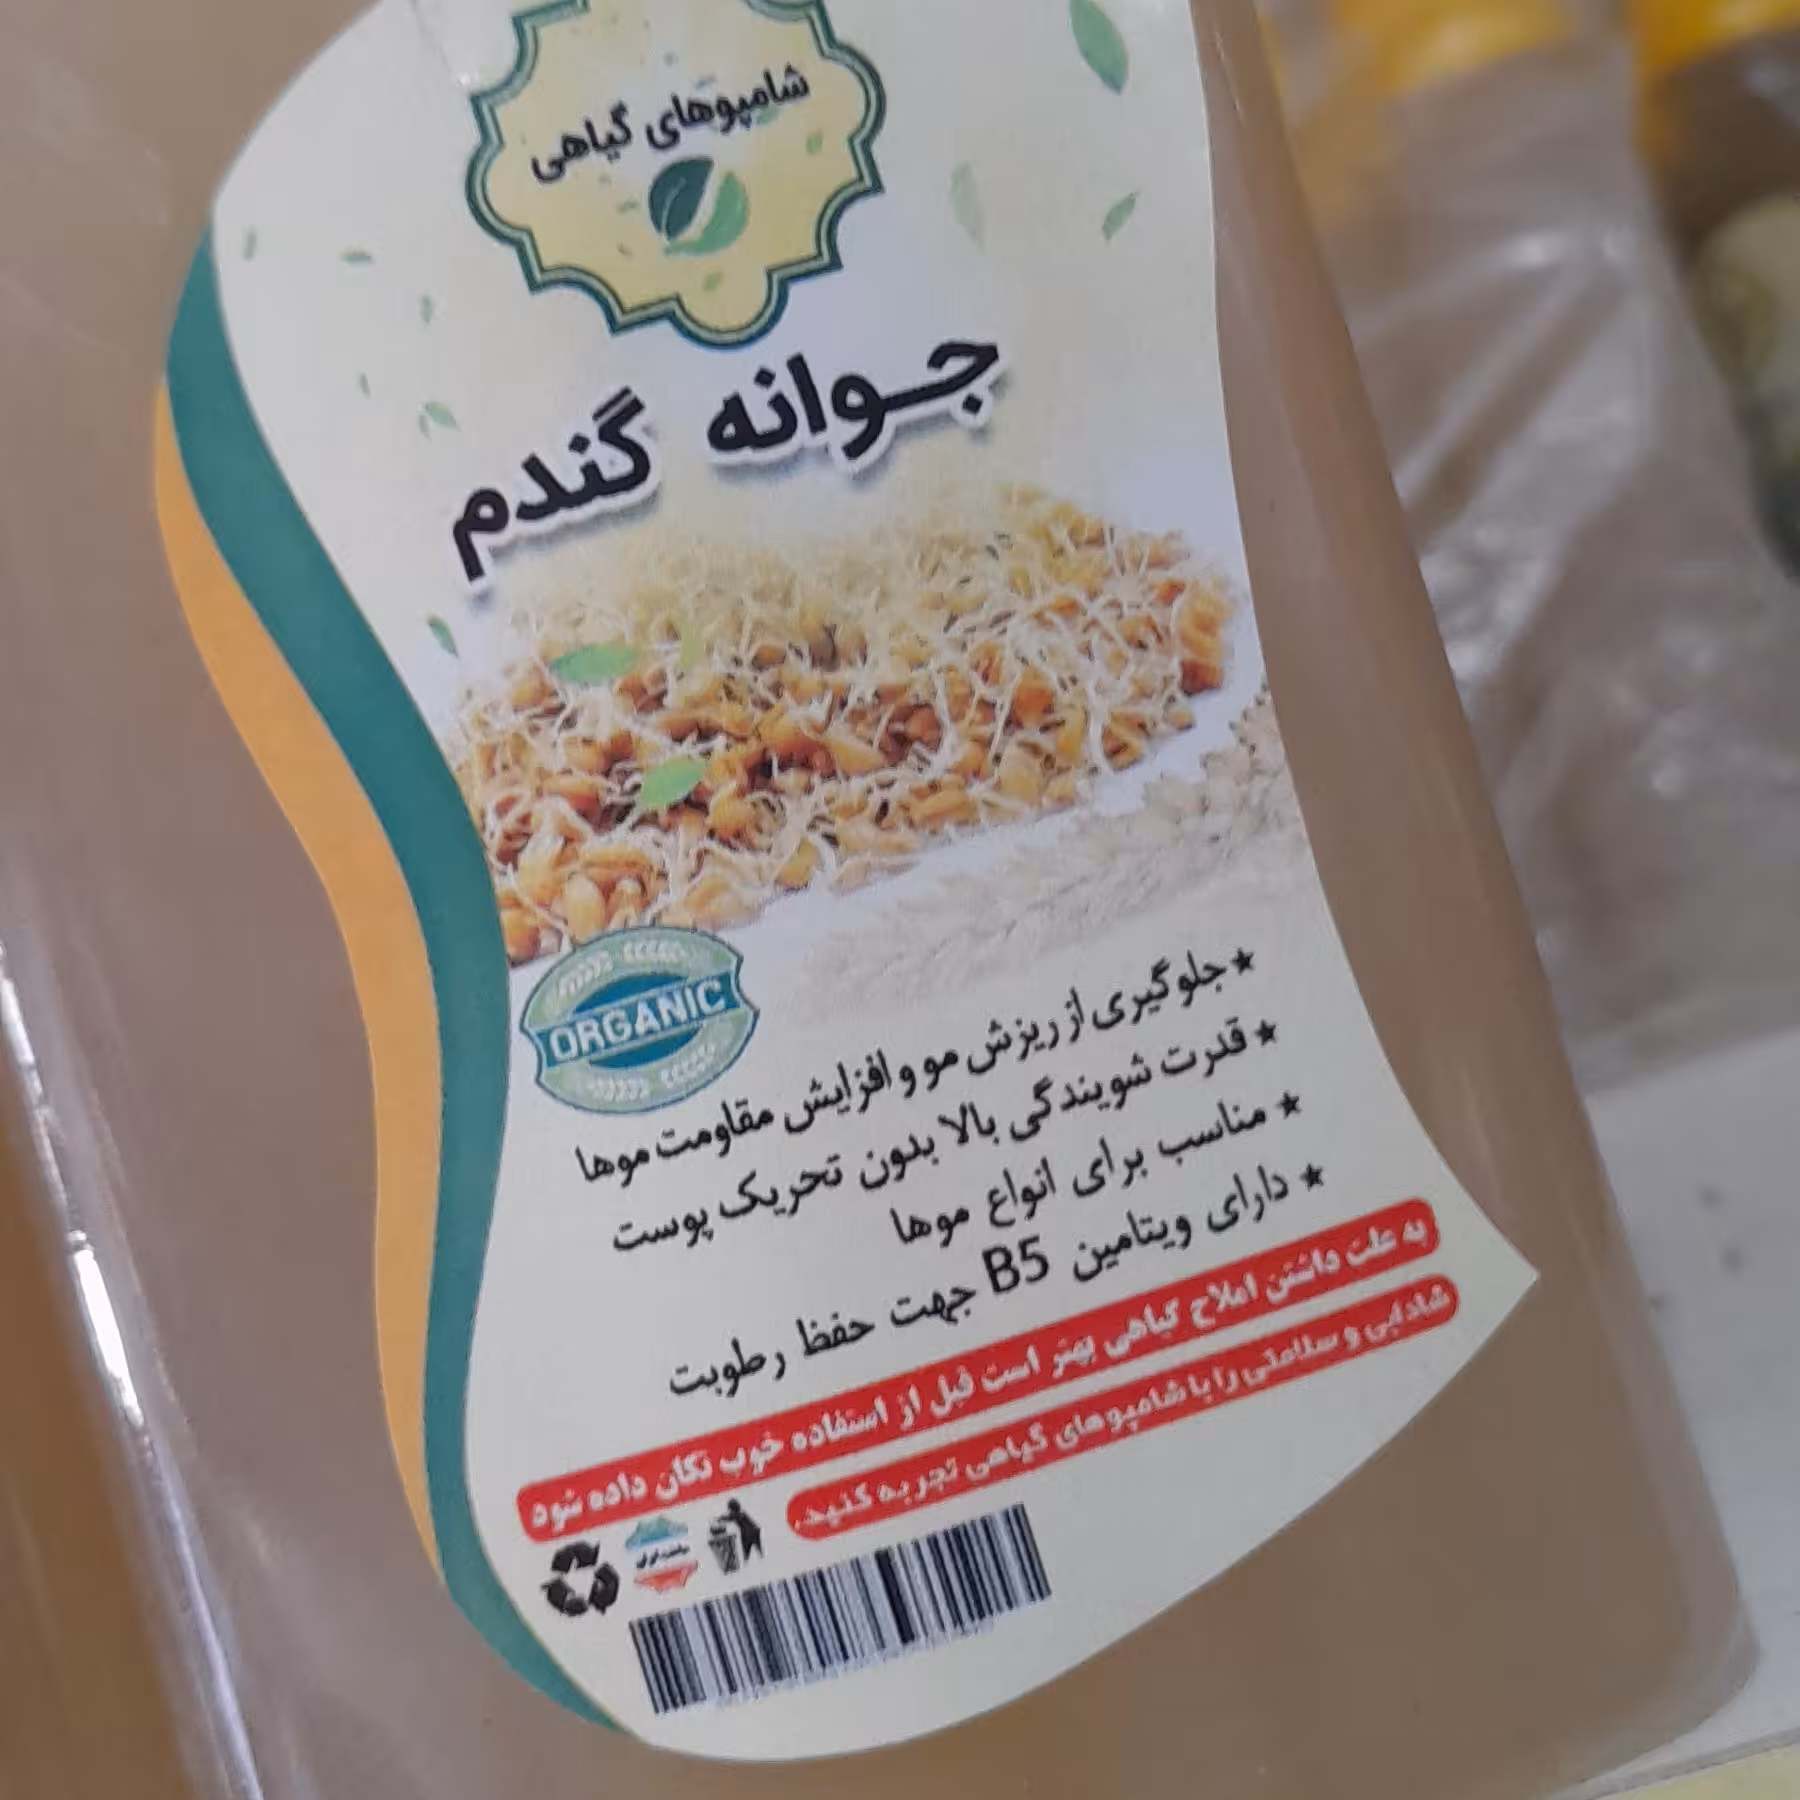 شامپوهای گیاهی
جوانه گندم
ORGANIC
★ جلوگیری از ریزش مو و افزایش مقاومت موها
★ قدرت شویندگی بالا بدون تحریک پوست
★ مناسب برای انواع موها
★ دارای ویتامین B5 جهت حفظ رطوبت
به علت داشتن املاح گیاهی بهتر است قبل از استفاده خوب تکان داده شود
شادابی و سلامتی را با شامپوهای گیاهی تجربه کنید.